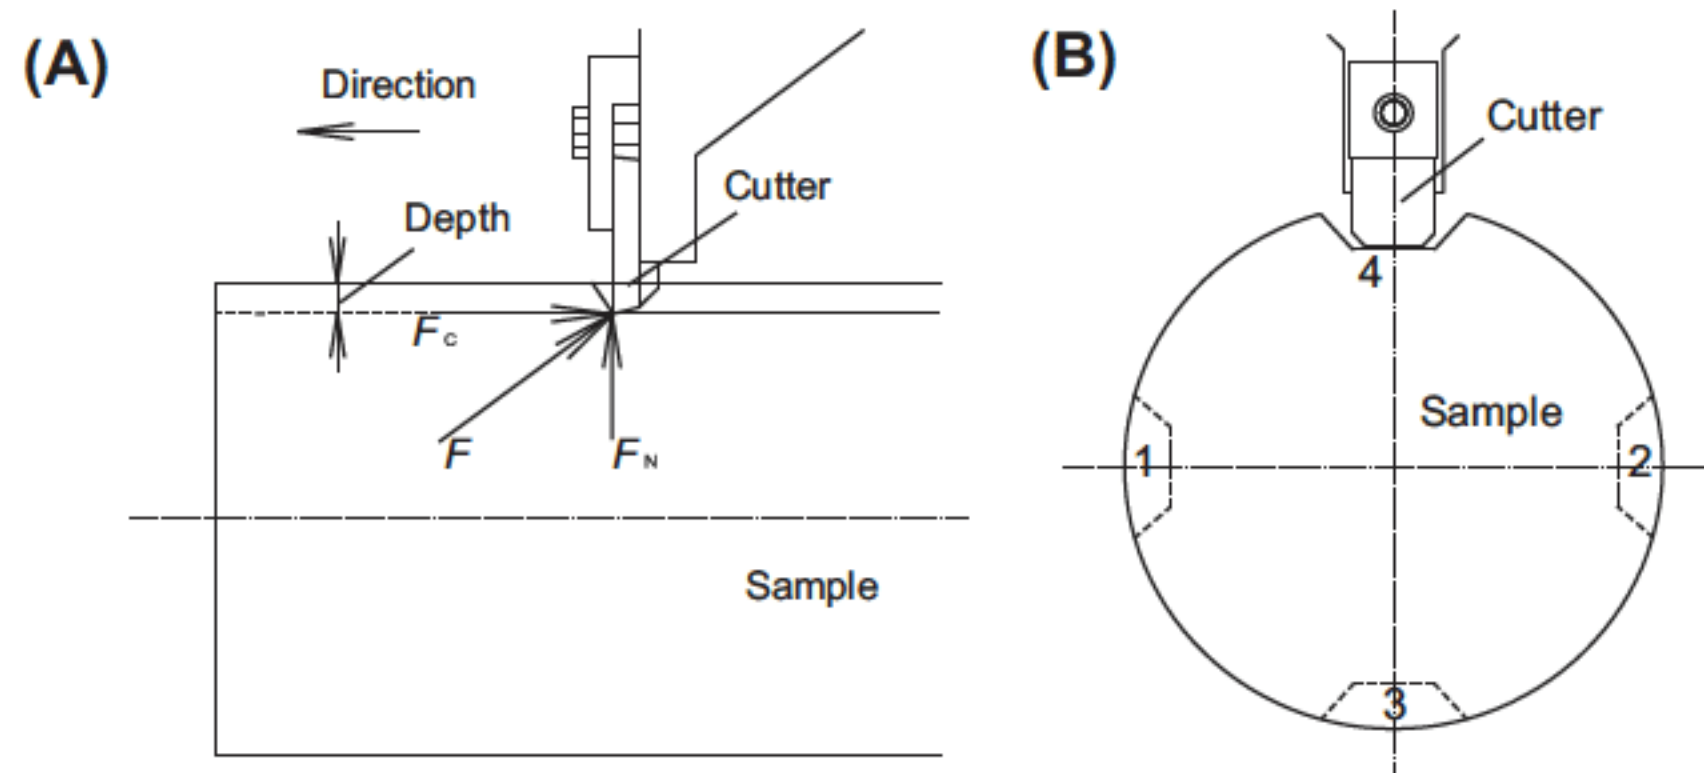 (A)
Direction
Depth
Cutter
Fc
F
FN
Sample
(B)
Cutter
4
Sample
1
2
3